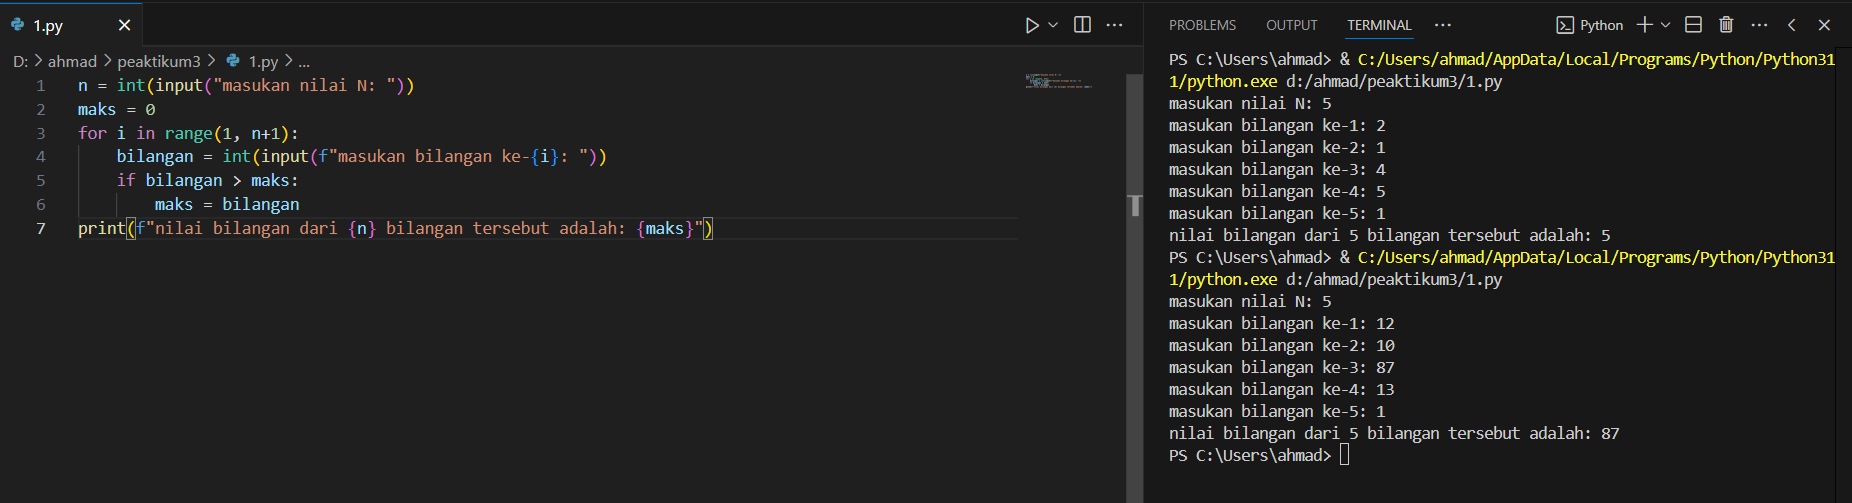 1.py
D: > ahmad > peaktikum3 > 1.py > ...
1 n = int(input("masukan nilai N: "))
2 maks = 0
3 for i in range(1, n+1):
4 bilangan = int(input(f"masukan bilangan ke-{i}: "))
5 if bilangan > maks:
6 maks = bilangan
7 print(f"nilai bilangan dari {n} bilangan tersebut adalah: {maks}")
PROBLEMS OUTPUT TERMINAL ... Python
PS C:\Users\ahmad> & C:/Users/ahmad/AppData/Local/Programs/Python/Python31
1/python.exe d:/ahmad/peaktikum3/1.py
masukan nilai N: 5
masukan bilangan ke-1: 2
masukan bilangan ke-2: 1
masukan bilangan ke-3: 4
masukan bilangan ke-4: 5
masukan bilangan ke-5: 1
nilai bilangan dari 5 bilangan tersebut adalah: 5
PS C:\Users\ahmad> & C:/Users/ahmad/AppData/Local/Programs/Python/Python31
1/python.exe d:/ahmad/peaktikum3/1.py
masukan nilai N: 5
masukan bilangan ke-1: 12
masukan bilangan ke-2: 10
masukan bilangan ke-3: 87
masukan bilangan ke-4: 13
masukan bilangan ke-5: 1
nilai bilangan dari 5 bilangan tersebut adalah: 87
PS C:\Users\ahmad>